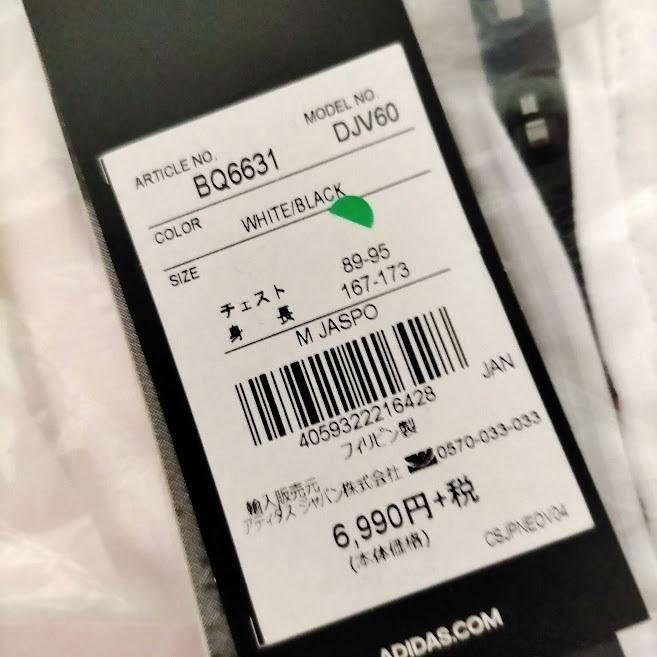 ARTICLE NO. MODEL NO.
BQ6631 DJV60
COLOR WHITE/BLACK
SIZE
チェスト 89-95
身長 167-173
M JASPO
JAN
4059322216428
フィリピン製
輸入販売元
アディダス ジャパン株式会社 0570-033-033
6,990円+税
(本体価格)
CSJPNEOV04
ADIDAS.COM